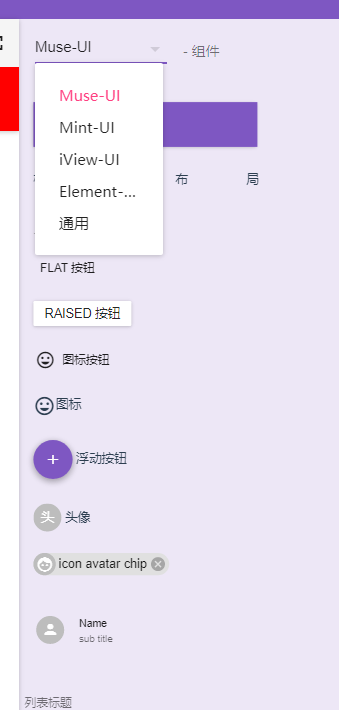 Muse-UI
- 组件
Muse-UI
Mint-UI
iView-UI
Element-...
通用
布 局
FLAT 按钮
RAISED 按钮
图标按钮
图标
浮动按钮
头 头像
icon avatar chip
Name
sub title
列表标题